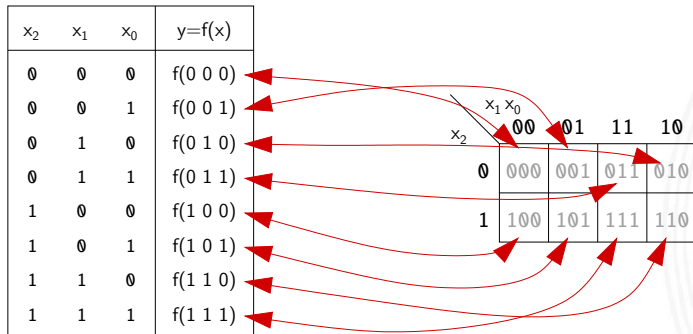 x₂ x₁ x₀ y=f(x)
0 0 0 f(0 0 0)
0 0 1 f(0 0 1)
0 1 0 f(0 1 0)
0 1 1 f(0 1 1)
1 0 0 f(1 0 0)
1 0 1 f(1 0 1)
1 1 0 f(1 1 0)
1 1 1 f(1 1 1)
x₁ x₀
x₂
00 01 11 10
0 000 001 011 010
1 100 101 111 110